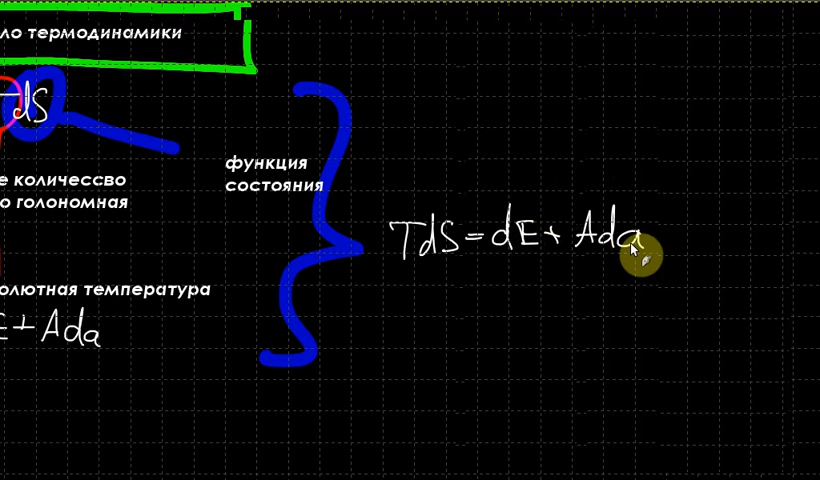 ло термодинамики
dS
функция
состояния
е количессво
о голономная
TdS = dE + Ada
олютная температура
E + Ada